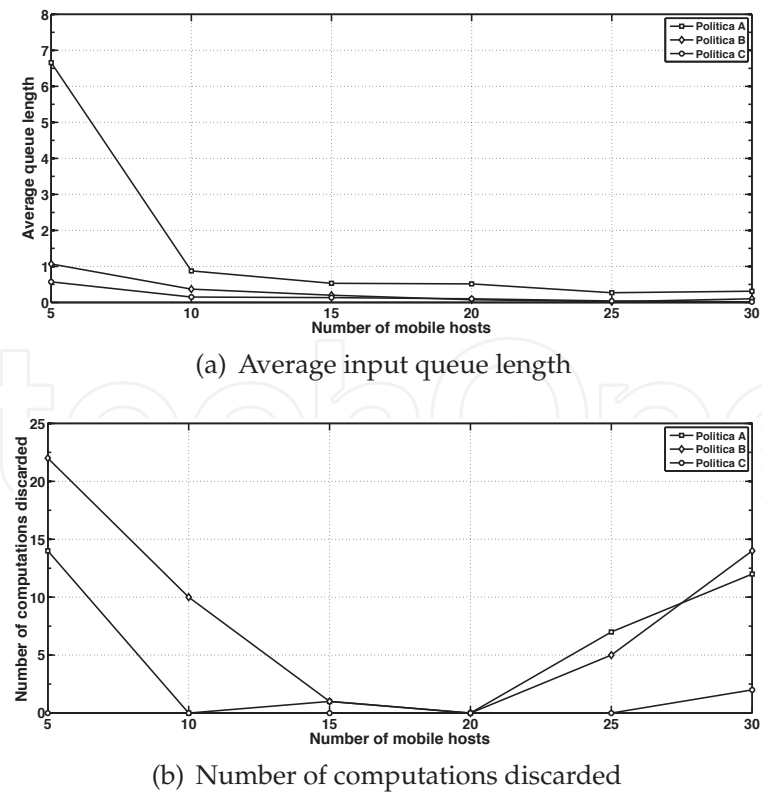 8
7
6
5
4
3
2
1
0
Average queue length
Politica A
Politica B
Politica C
5
10
15
20
25
30
Number of mobile hosts
(a) Average input queue length
25
20
15
10
5
0
Number of computations discarded
Politica A
Politica B
Politica C
5
10
15
20
25
30
Number of mobile hosts
(b) Number of computations discarded